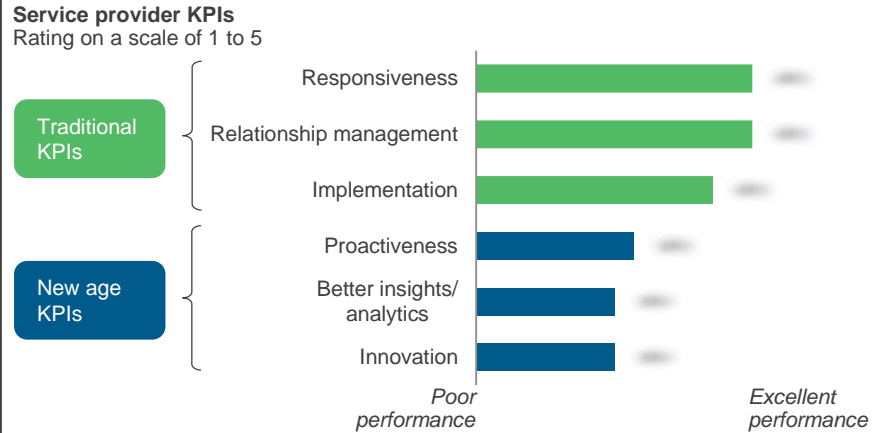 Service provider KPIs
Rating on a scale of 1 to 5
Traditional
KPIs
Responsiveness
Relationship management
Implementation
New age
KPIs
Proactiveness
Better insights/
analytics
Innovation
Poor
performance
Excellent
performance